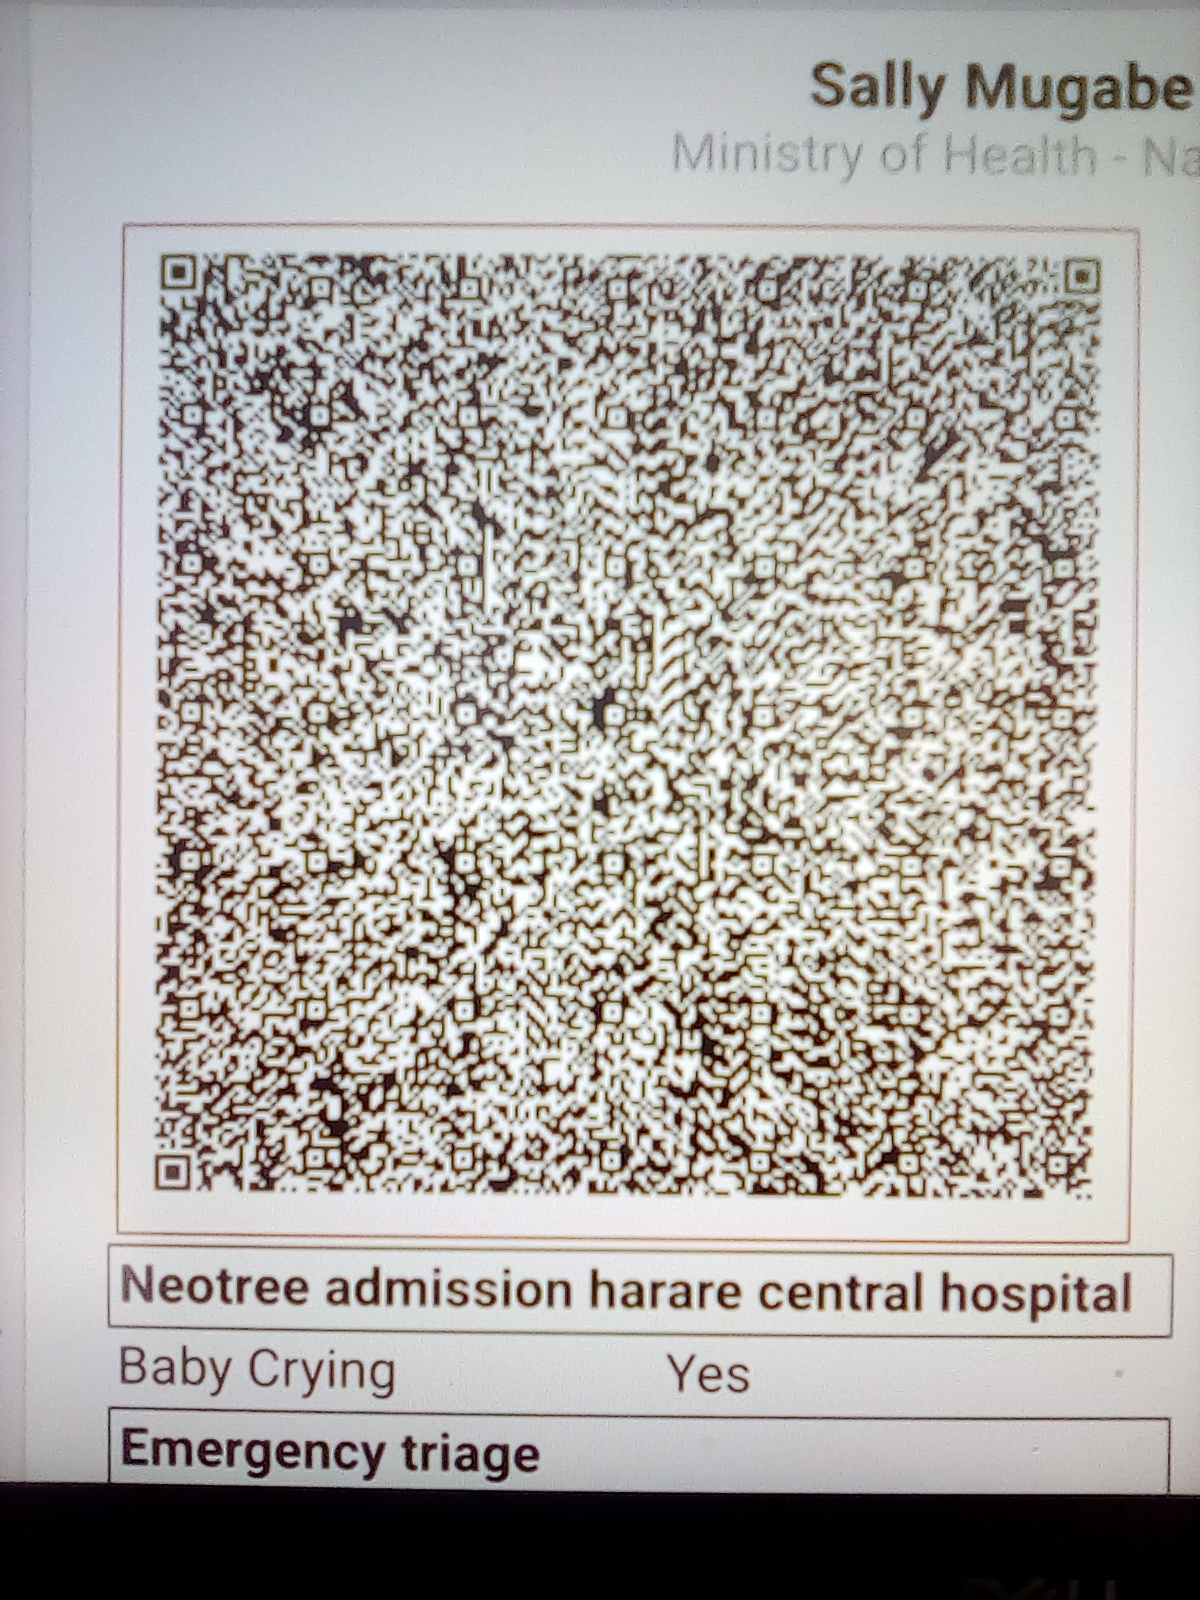 Sally Mugabe
Ministry of Health - Na
Neotree admission harare central hospital
Baby Crying Yes
Emergency triage